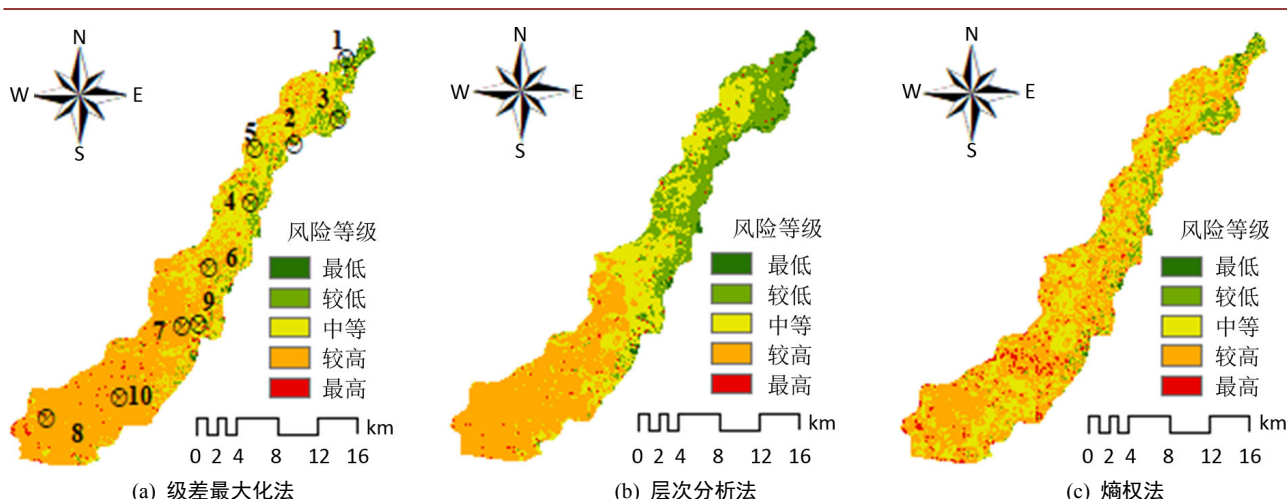 N
W E
S
1
3
2
5
4
6
9
7
10
8
风险等级
最低
较低
中等
较高
最高
km
0 2 4 8 12 16
(a) 级差最大化法
N
W E
S
风险等级
最低
较低
中等
较高
最高
km
0 2 4 8 12 16
(b) 层次分析法
N
W E
S
风险等级
最低
较低
中等
较高
最高
km
0 2 4 8 12 16
(c) 熵权法